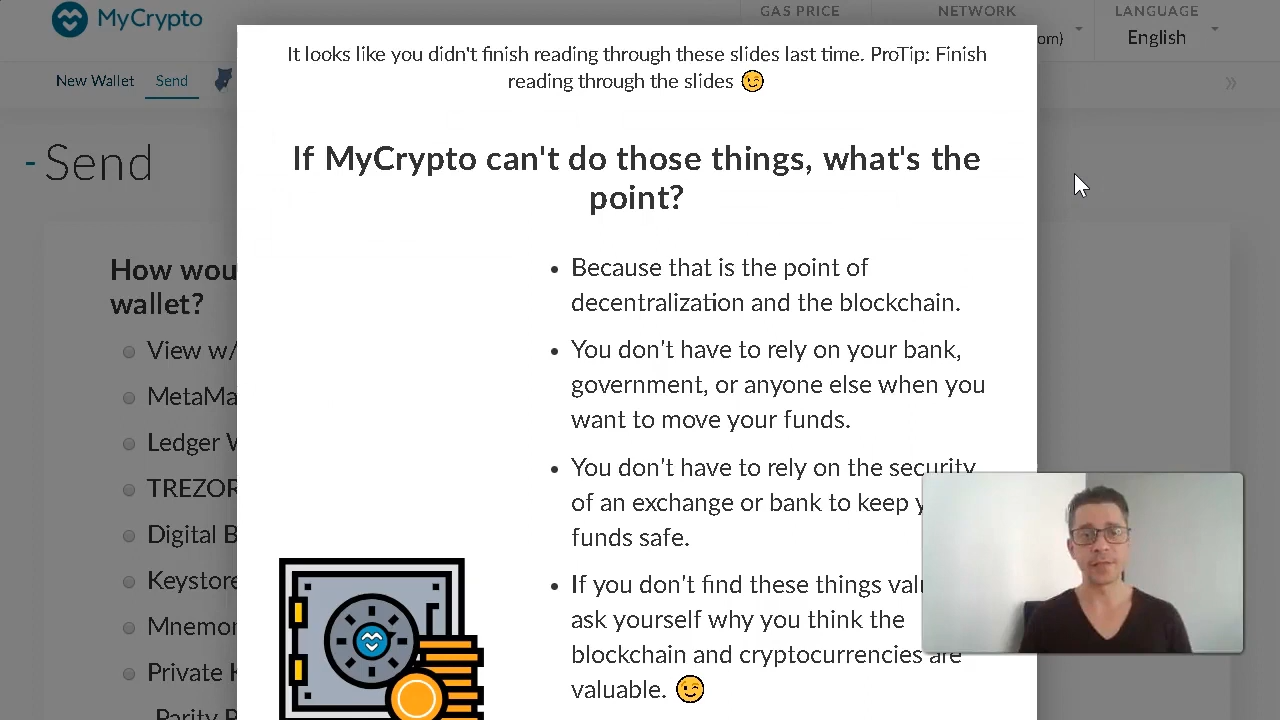 MyCrypto
GAS PRICE
NETWORK
om)
LANGUAGE
English
New Wallet
Send
»
- Send
It looks like you didn't finish reading through these slides last time. ProTip: Finish
reading through the slides 😉
If MyCrypto can't do those things, what's the
point?
• Because that is the point of
decentralization and the blockchain.
• You don't have to rely on your bank,
government, or anyone else when you
want to move your funds.
• You don't have to rely on the security
of an exchange or bank to keep
funds safe.
• If you don't find these things
ask yourself why you think the
blockchain and cryptocurrencies are
valuable. 😉
How wou
wallet?
View w/
MetaMa
Ledger
TREZOR
Digital B
Keystore
Mnemon
Private
Parity